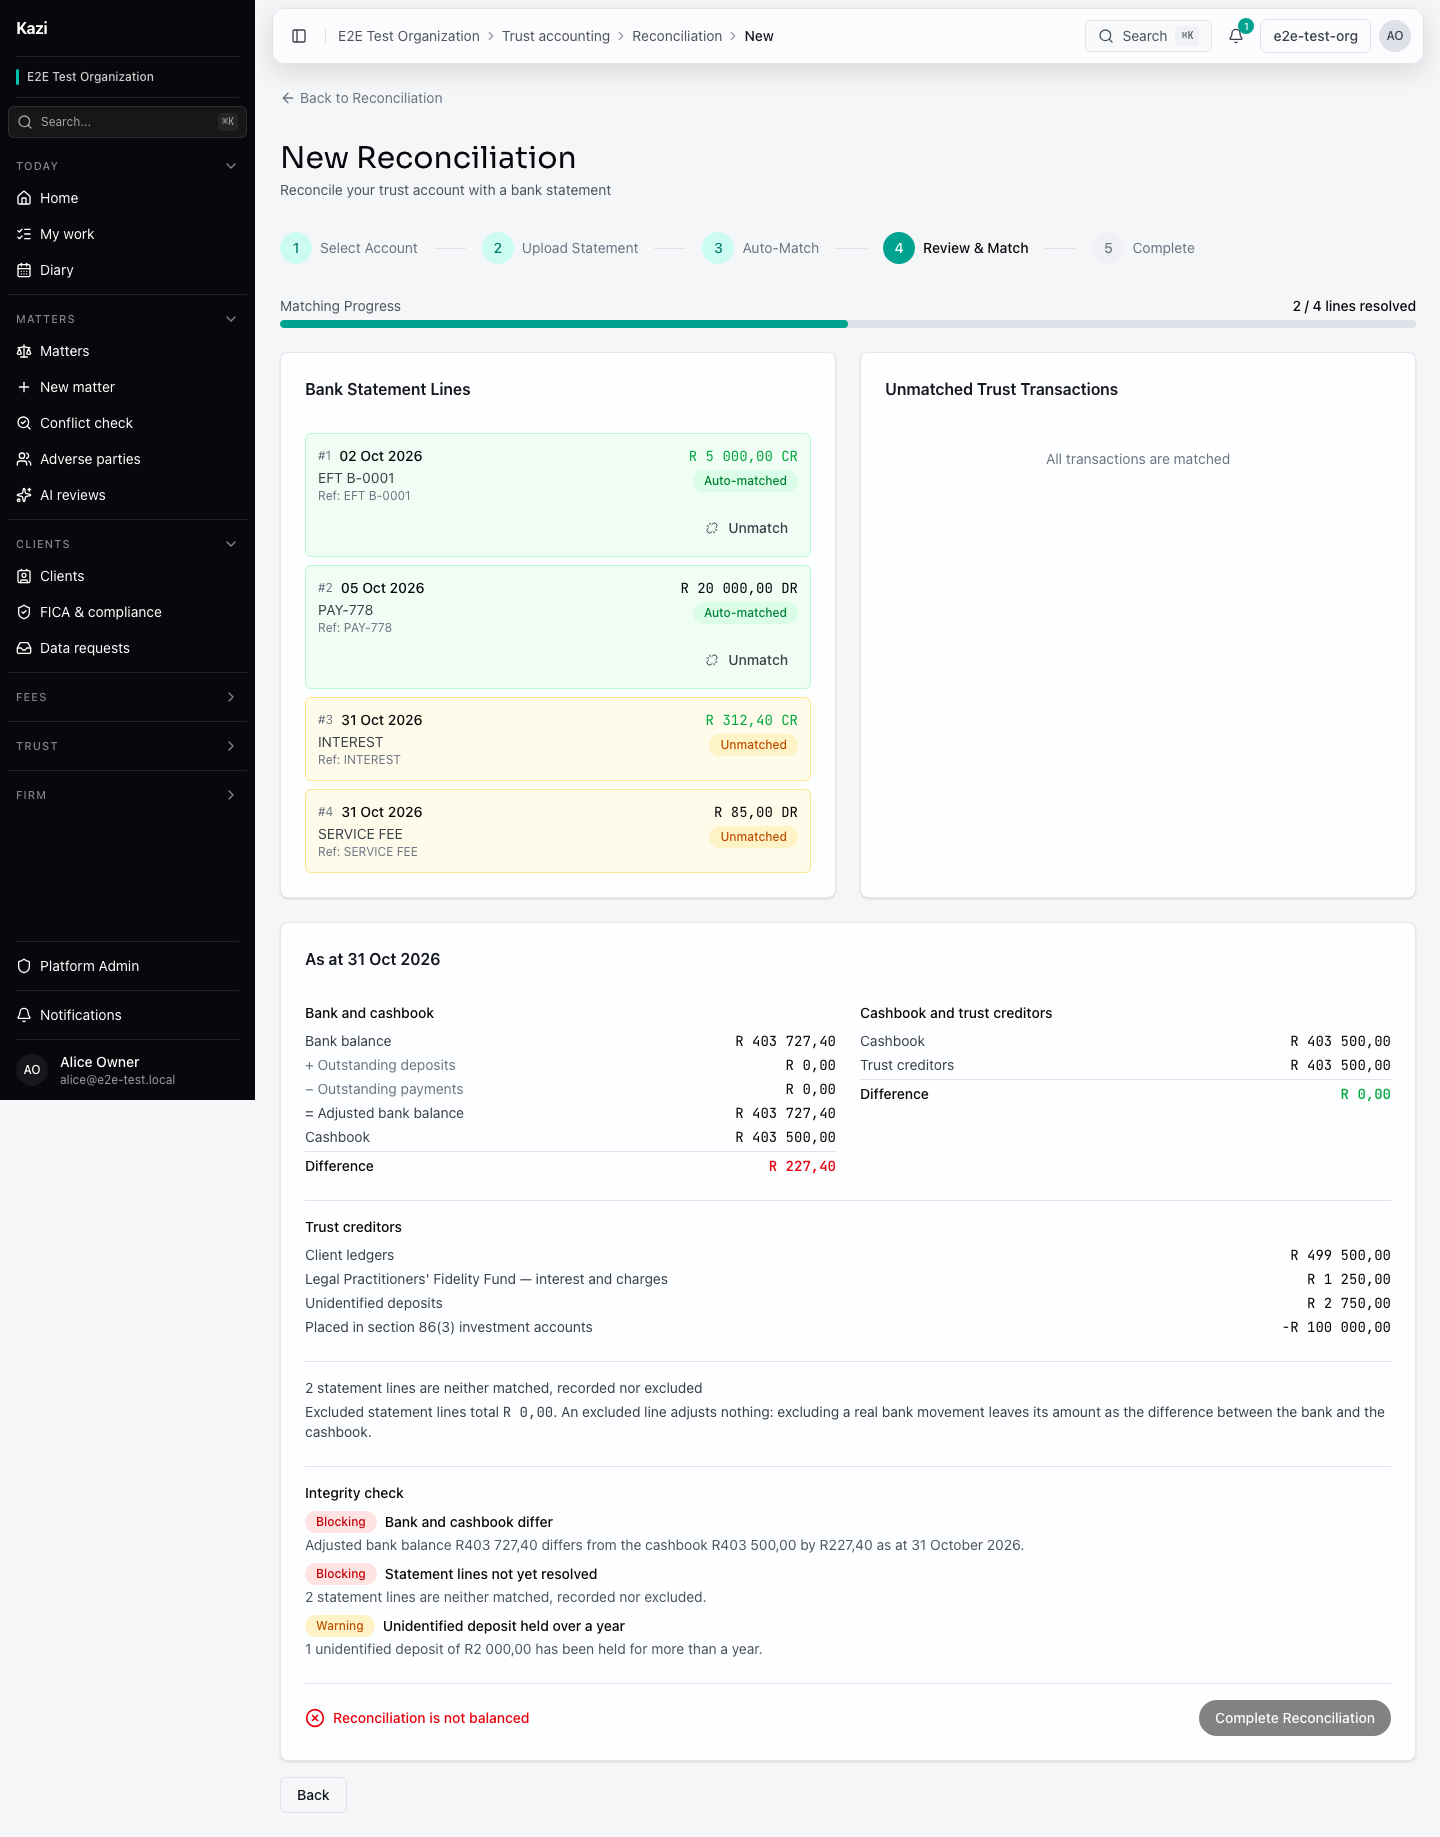 Kazi
E2E Test Organization
Search...
⌘K
TODAY
Home
My work
Diary
MATTERS
Matters
New matter
Conflict check
Adverse parties
AI reviews
CLIENTS
Clients
FICA & compliance
Data requests
FEES
TRUST
FIRM
Platform Admin
Notifications
AO
Alice Owner
alice@e2e-test.local
E2E Test Organization > Trust accounting > Reconciliation > New
Search ⌘K
1
e2e-test-org
AO
← Back to Reconciliation
New Reconciliation
Reconcile your trust account with a bank statement
1 Select Account
2 Upload Statement
3 Auto-Match
4 Review & Match
5 Complete
Matching Progress
2 / 4 lines resolved
Bank Statement Lines
#1 02 Oct 2026 R 5 000,00 CR
EFT B-0001 Auto-matched
Ref: EFT B-0001
Unmatch
#2 05 Oct 2026 R 20 000,00 DR
PAY-778 Auto-matched
Ref: PAY-778
Unmatch
#3 31 Oct 2026 R 312,40 CR
INTEREST Unmatched
Ref: INTEREST
#4 31 Oct 2026 R 85,00 DR
SERVICE FEE Unmatched
Ref: SERVICE FEE
Unmatched Trust Transactions
All transactions are matched
As at 31 Oct 2026
Bank and cashbook
Bank balance R 403 727,40
+ Outstanding deposits R 0,00
− Outstanding payments R 0,00
= Adjusted bank balance R 403 727,40
Cashbook R 403 500,00
Difference R 227,40
Cashbook and trust creditors
Cashbook R 403 500,00
Trust creditors R 403 500,00
Difference R 0,00
Trust creditors
Client ledgers R 499 500,00
Legal Practitioners' Fidelity Fund — interest and charges R 1 250,00
Unidentified deposits R 2 750,00
Placed in section 86(3) investment accounts -R 100 000,00
2 statement lines are neither matched, recorded nor excluded
Excluded statement lines total R 0,00. An excluded line adjusts nothing: excluding a real bank movement leaves its amount as the difference between the bank and the
cashbook.
Integrity check
Blocking Bank and cashbook differ
Adjusted bank balance R403 727,40 differs from the cashbook R403 500,00 by R227,40 as at 31 October 2026.
Blocking Statement lines not yet resolved
2 statement lines are neither matched, recorded nor excluded.
Warning Unidentified deposit held over a year
1 unidentified deposit of R2 000,00 has been held for more than a year.
Reconciliation is not balanced
Complete Reconciliation
Back